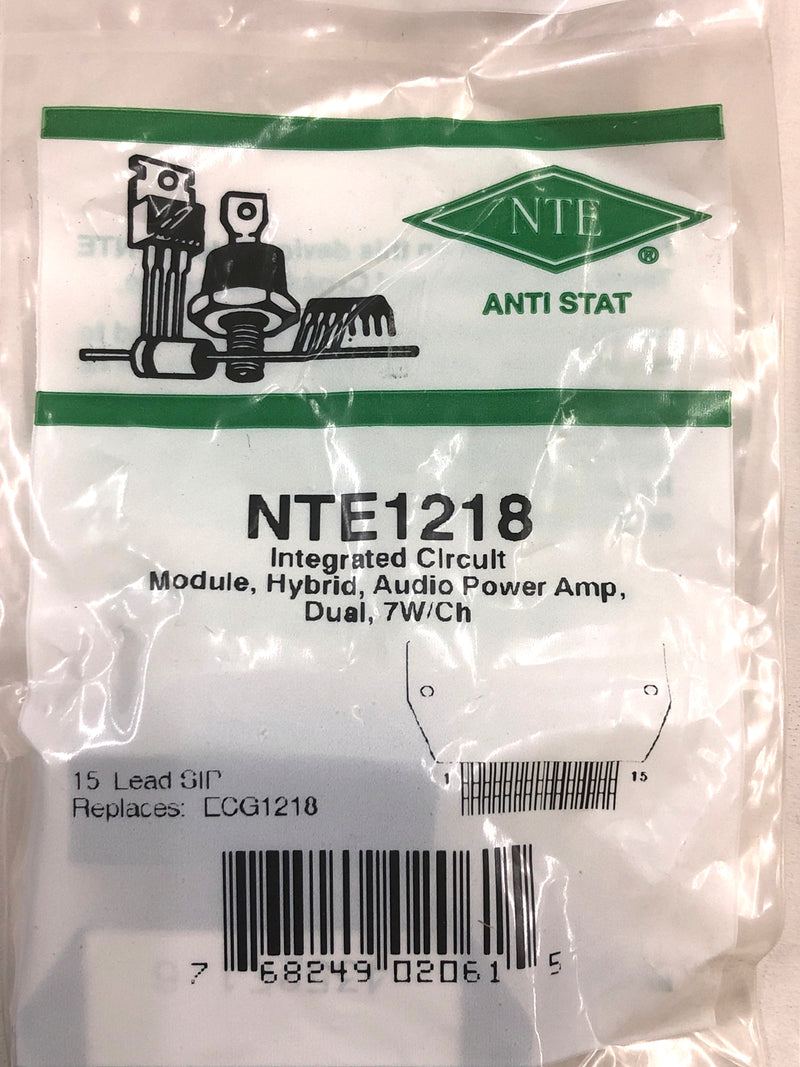 NTE
®
ANTI STAT
NTE1218
Integrated Circuit
Module, Hybrid, Audio Power Amp,
Dual, 7W/Ch
1 15
15 Lead SIP
Replaces: ECG1218
7 68249 02061 5